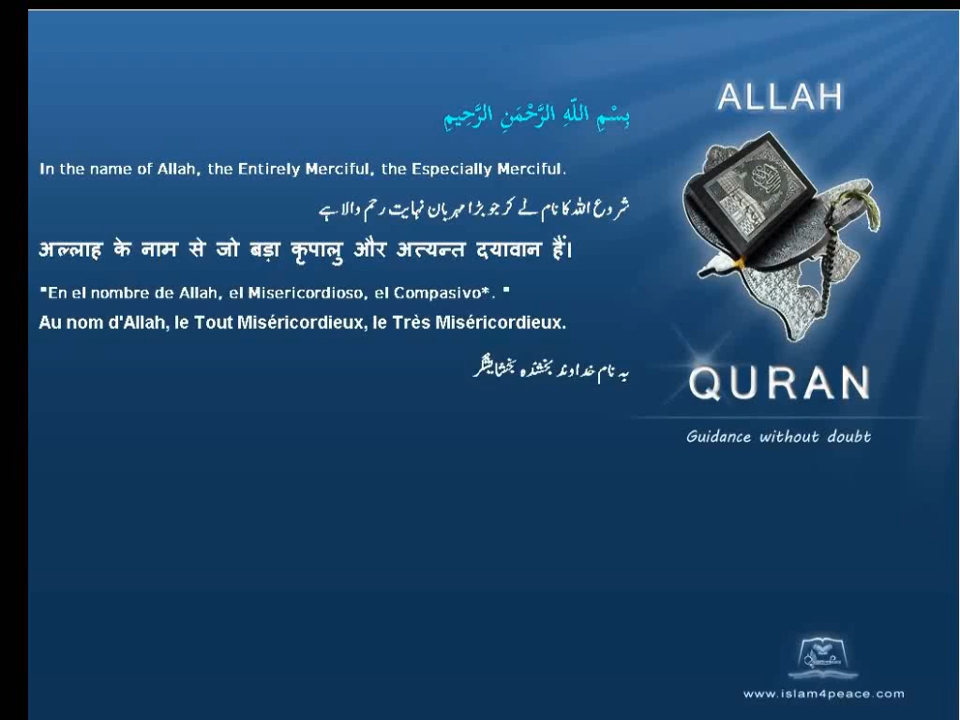 بِسْمِ اللَّهِ الرَّحْمَنِ الرَّحِيمِ
In the name of Allah, the Entirely Merciful, the Especially Merciful.
شروع الله کا نام لے کر جو بڑا مہربان نہایت رحم والا ہے
अल्लाह के नाम से जो बड़ा कृपालु और अत्यन्त दयावान हैं।
"En el nombre de Allah, el Misericordioso, el Compasivo*. "
Au nom d'Allah, le Tout Miséricordieux, le Très Miséricordieux.
به نام خداوند بخشنده بخشایشگر
ALLAH
QURAN
Guidance without doubt
www.islam4peace.com